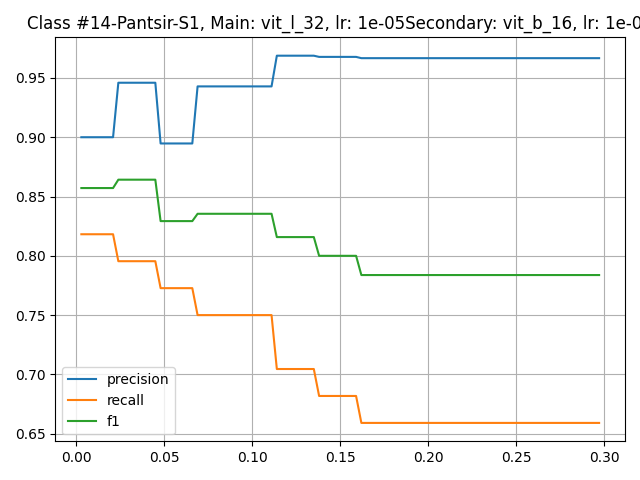 Class #14-Pantsir-S1, Main: vit_l_32, lr: 1e-05Secondary: vit_b_16, lr: 1e-0
0.95
0.90
0.85
0.80
0.75
0.70
0.65
precision
recall
f1
0.00 0.05 0.10 0.15 0.20 0.25 0.30